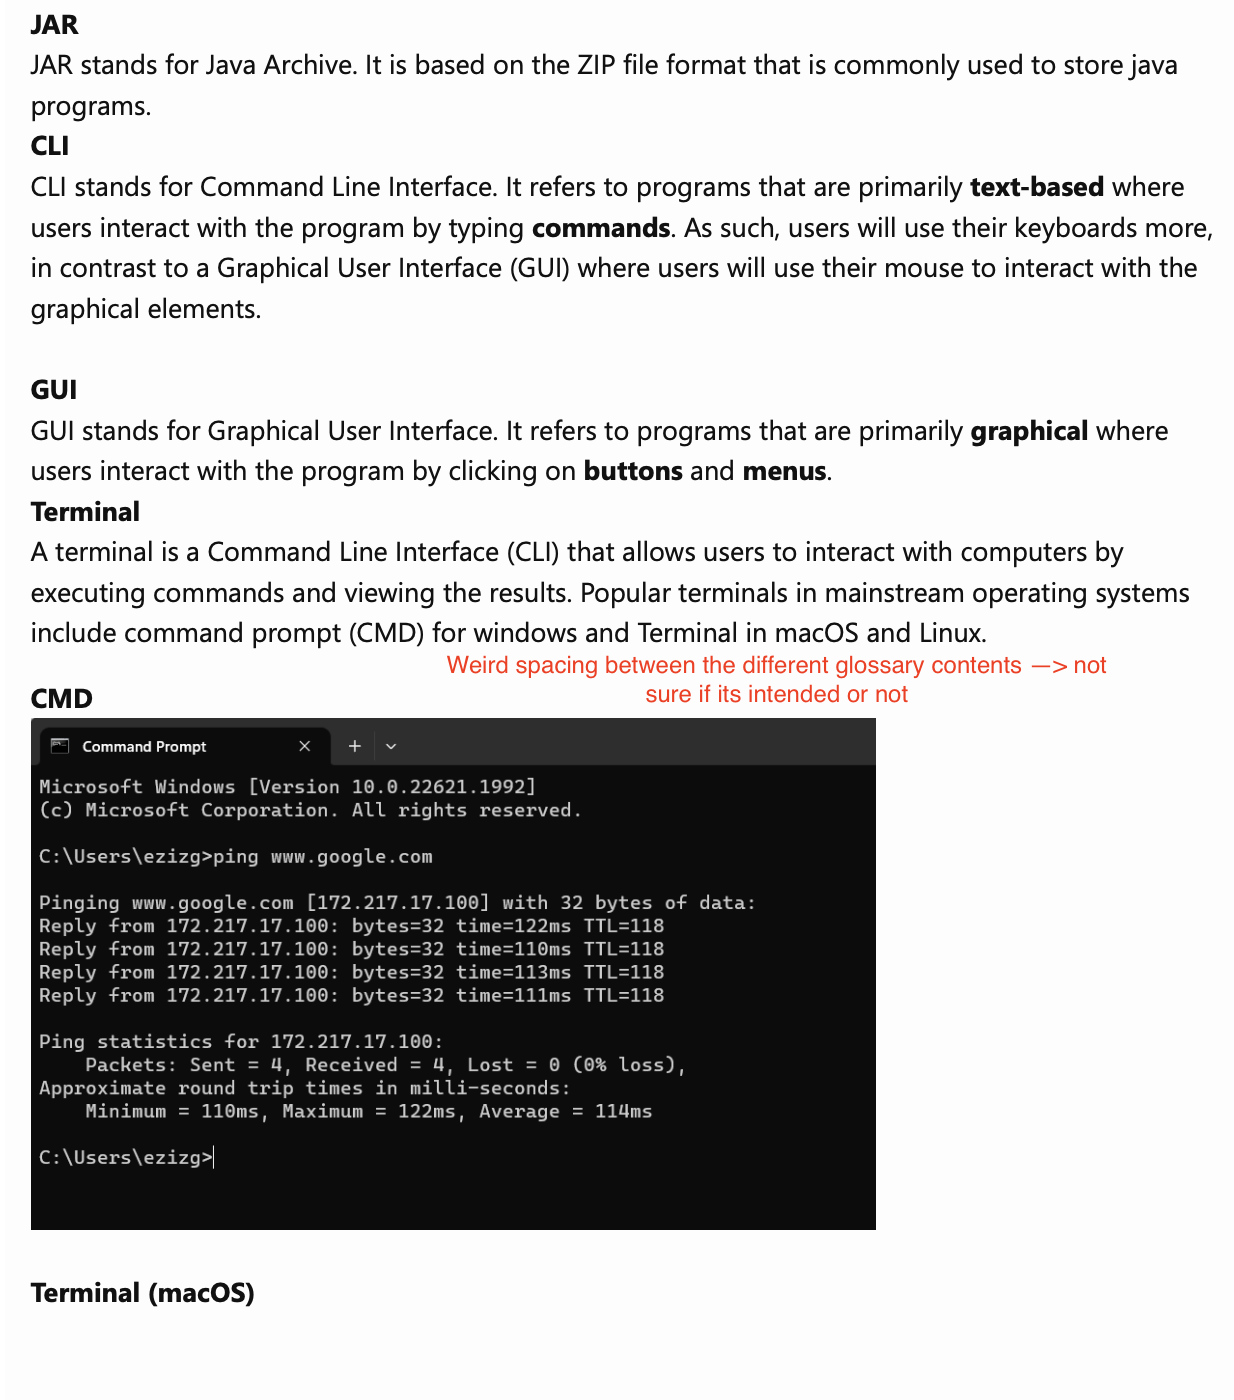 JAR
JAR stands for Java Archive. It is based on the ZIP file format that is commonly used to store java
programs.
CLI
CLI stands for Command Line Interface. It refers to programs that are primarily text-based where
users interact with the program by typing commands. As such, users will use their keyboards more,
in contrast to a Graphical User Interface (GUI) where users will use their mouse to interact with the
graphical elements.
GUI
GUI stands for Graphical User Interface. It refers to programs that are primarily graphical where
users interact with the program by clicking on buttons and menus.
Terminal
A terminal is a Command Line Interface (CLI) that allows users to interact with computers by
executing commands and viewing the results. Popular terminals in mainstream operating systems
include command prompt (CMD) for windows and Terminal in macOS and Linux.
Weird spacing between the different glossary contents —> not
sure if its intended or not
CMD
Command Prompt
Microsoft Windows [Version 10.0.22621.1992]
(c) Microsoft Corporation. All rights reserved.
C:\Users\ezizg>ping www.google.com
Pinging www.google.com [172.217.17.100] with 32 bytes of data:
Reply from 172.217.17.100: bytes=32 time=122ms TTL=118
Reply from 172.217.17.100: bytes=32 time=110ms TTL=118
Reply from 172.217.17.100: bytes=32 time=113ms TTL=118
Reply from 172.217.17.100: bytes=32 time=111ms TTL=118
Ping statistics for 172.217.17.100:
Packets: Sent = 4, Received = 4, Lost = 0 (0% loss),
Approximate round trip times in milli-seconds:
Minimum = 110ms, Maximum = 122ms, Average = 114ms
C:\Users\ezizg>
Terminal (macOS)